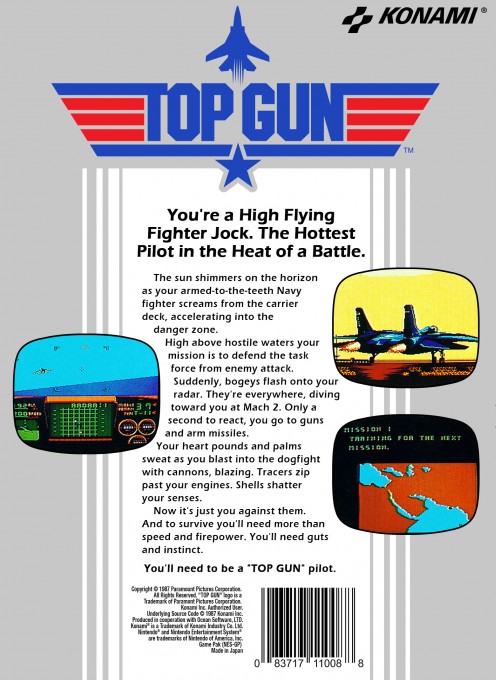 KONAMI®
TOP GUN
TM
You're a High Flying
Fighter Jock. The Hottest
Pilot in the Heat of a Battle.
The sun shimmers on the horizon
as your armed-to-the-teeth Navy
fighter screams from the carrier
deck, accelerating into the
danger zone.
High above hostile waters your
mission is to defend the task
force from enemy attack.
Suddenly, bogeys flash onto your
radar. They're everywhere, diving
toward you at Mach 2. Only a
second to react, you go to guns
and arm missiles.
Your heart pounds and palms
sweat as you blast into the dogfight
with cannons, blazing. Tracers zip
past your engines. Shells shatter
your senses.
Now it's just you against them.
And to survive you'll need more than
speed and firepower. You'll need guts
and instinct.
You'll need to be a "TOP GUN" pilot.
MISSION 1
TRAINING FOR THE NEXT
MISSION.
Copyright © 1987 Paramount Pictures Corporation.
All Rights Reserved. "TOP GUN" logo is a
Trademark of Paramont Pictures Corporation.
Konami Inc. Authorized User.
Underlying Source Code © 1987 Konami Inc.
Produced in cooperation with Ocean Software, LTD.
Konami® is a Trademark of Konami Industry Co. Ltd.
Nintendo® and Nintendo Entertainment System®
are trademarks of Nintendo of America, Inc.
Game Pak (NES-GP)
Made in Japan
0 83717 11008 8